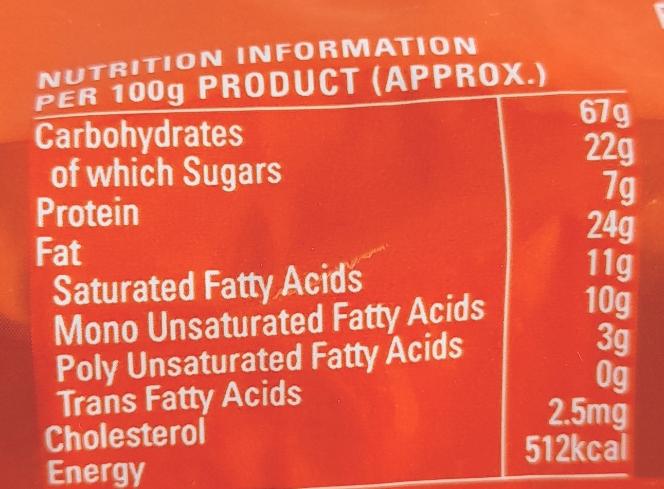 NUTRITION INFORMATION
PER 100g PRODUCT (APPROX.)
Carbohydrates 67g
of which Sugars 22g
Protein 7g
Fat 24g
Saturated Fatty Acids 11g
Mono Unsaturated Fatty Acids 10g
Poly Unsaturated Fatty Acids 3g
Trans Fatty Acids 0g
Cholesterol 2.5mg
Energy 512kcal